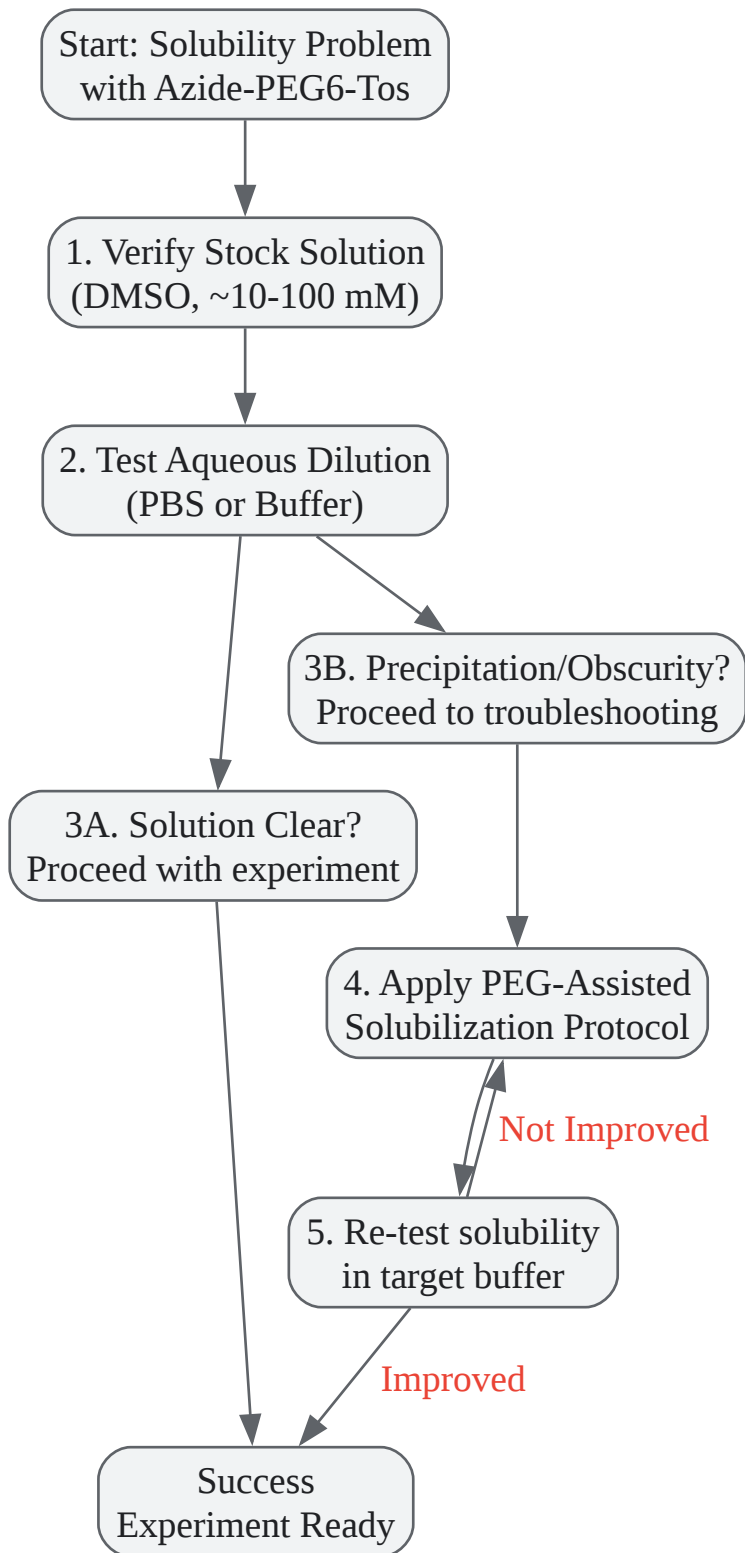 Start: Solubility Problem
with Azide-PEG6-Tos
1. Verify Stock Solution
(DMSO, ~10-100 mM)
2. Test Aqueous Dilution
(PBS or Buffer)
3B. Precipitation/Obscurity?
Proceed to troubleshooting
3A. Solution Clear?
Proceed with experiment
4. Apply PEG-Assisted
Solubilization Protocol
Not Improved
5. Re-test solubility
in target buffer
Improved
Success
Experiment Ready